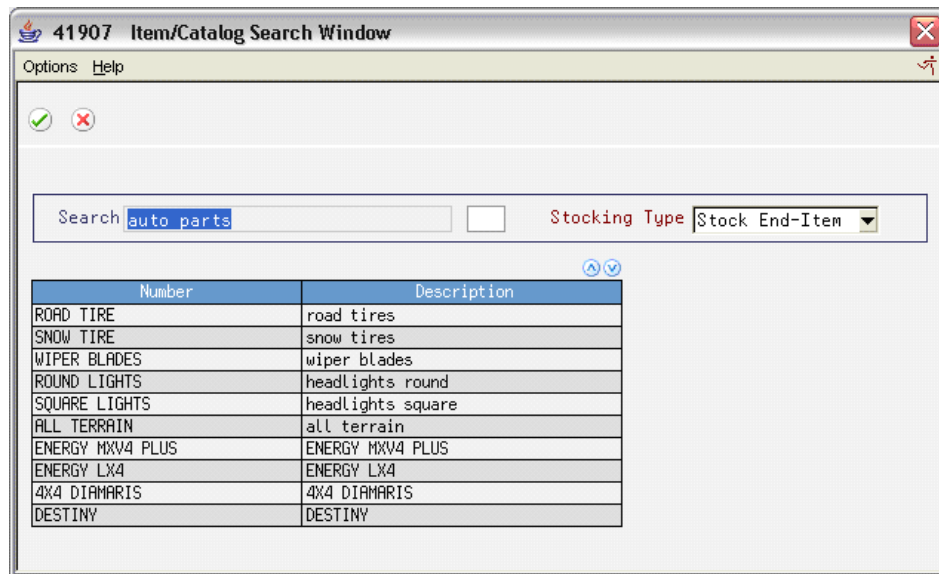 41907 Item/Catalog Search Window
Options Help
Search auto parts Stocking Type Stock End-Item
Number Description
ROAD TIRE road tires
SNOW TIRE snow tires
WIPER BLADES wiper blades
ROUND LIGHTS headlights round
SQUARE LIGHTS headlights square
ALL TERRAIN all terrain
ENERGY MXV4 PLUS ENERGY MXV4 PLUS
ENERGY LX4 ENERGY LX4
4X4 DIAMARIS 4X4 DIAMARIS
DESTINY DESTINY